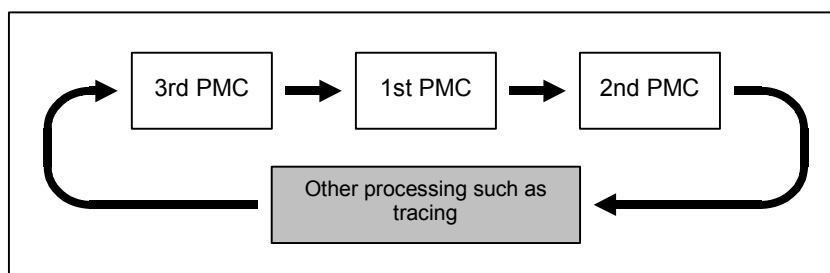 3rd PMC
1st PMC
2nd PMC
Other processing such as
tracing